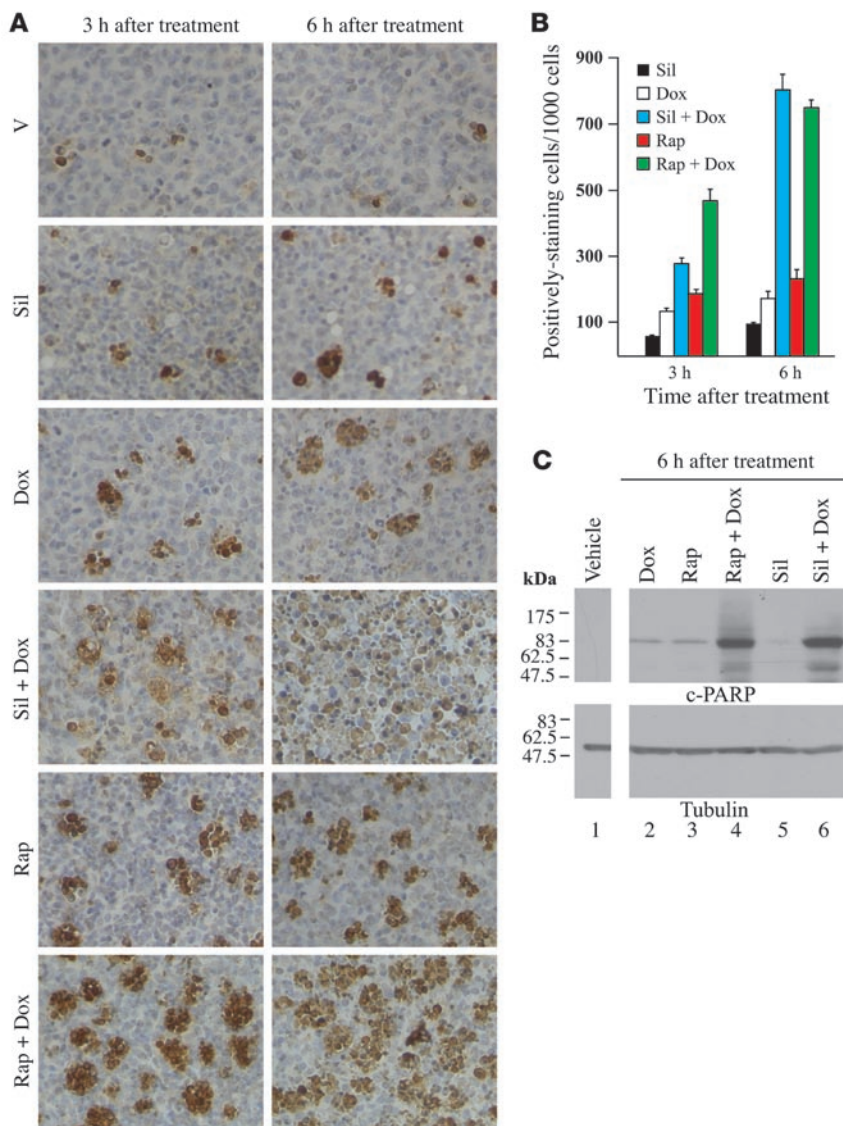 A
3 h after treatment
6 h after treatment
V
Sil
Dox
Sil + Dox
Rap
Rap + Dox
B
Positively-staining cells/1000 cells
900
700
500
300
100
Sil
Dox
Sil + Dox
Rap
Rap + Dox
3 h
6 h
Time after treatment
C
6 h after treatment
Vehicle
Dox
Rap
Rap + Dox
Sil
Sil + Dox
kDa
175
83
62.5
47.5
c-PARP
83
62.5
47.5
Tubulin
1 2 3 4 5 6